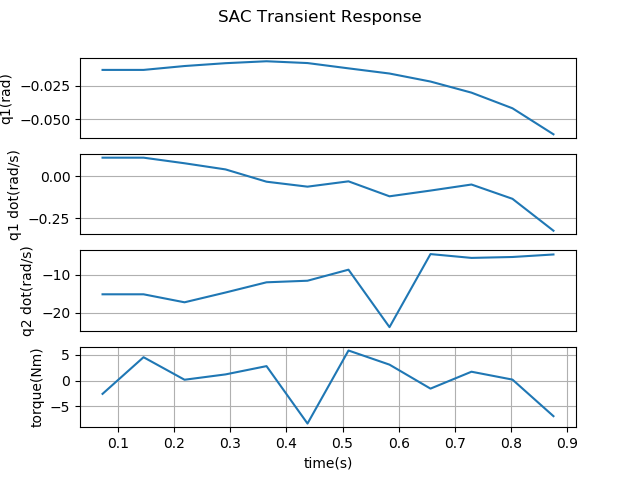 SAC Transient Response
q1(rad)
−0.025
−0.050
q1 dot(rad/s)
0.00
−0.25
q2 dot(rad/s)
−10
−20
torque(Nm)
5
0
−5
0.1 0.2 0.3 0.4 0.5 0.6 0.7 0.8 0.9
time(s)